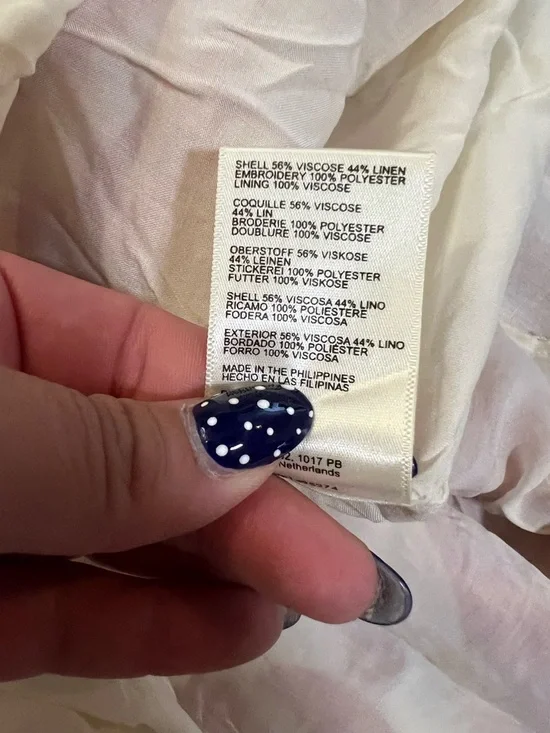 SHELL 56% VISCOSE 44% LINEN
EMBROIDERY 100% POLYESTER
LINING 100% VISCOSE
COQUILLE 56% VISCOSE
44% LIN
BRODERIE 100% POLYESTER
DOUBLURE 100% VISCOSE
OBERSTOFF 56% VISKOSE
44% LEINEN
STICKEREI 100% POLYESTER
FUTTER 100% VISKOSE
SHELL 56% VISCOSA 44% LINO
RICAMO 100% POLIESTERE
FODERA 100% VISCOSA
EXTERIOR 56% VISCOSA 44% LINO
BORDADO 100% POLIÉSTER
FORRO 100% VISCOSA
MADE IN THE PHILIPPINES
HECHO EN LAS FILIPINAS
1017 PB
Netherlands